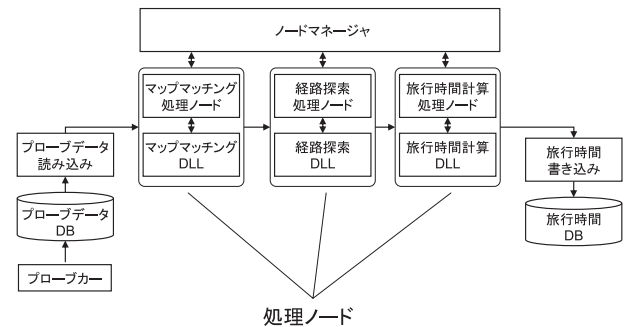 ノードマネージャ
マップマッチング
処理ノード
マップマッチング
DLL
経路探索
処理ノード
経路探索
DLL
旅行時間計算
処理ノード
旅行時間計算
DLL
プローブデータ
読み込み
プローブデータ
DB
プローブカー
旅行時間
書き込み
旅行時間
DB
処理ノード